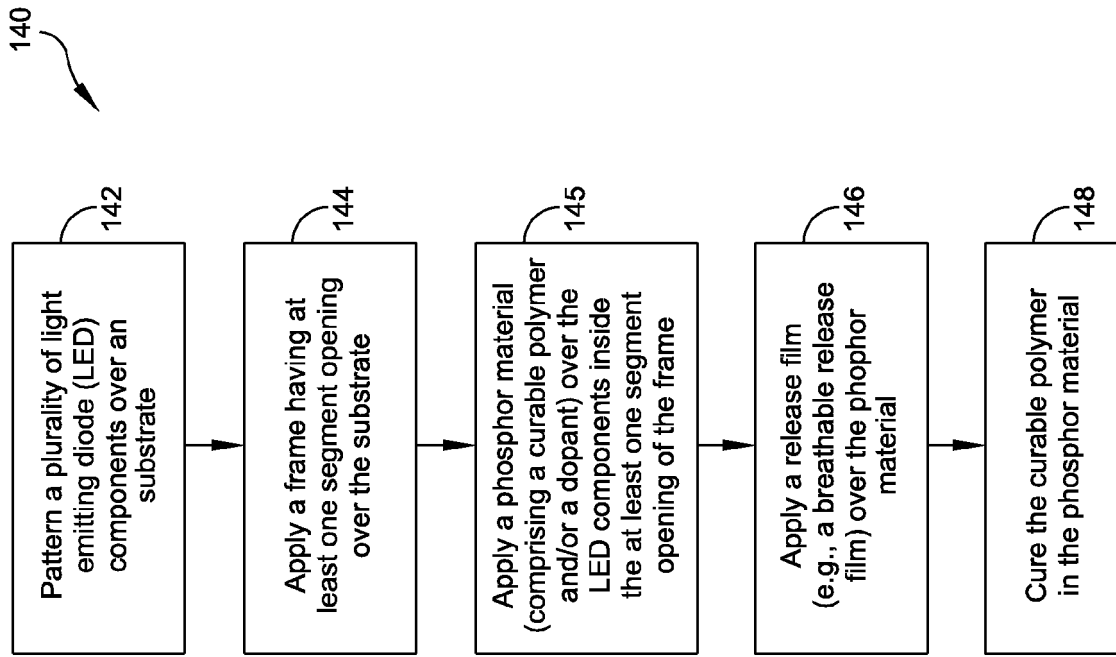 140
142
Pattern a plurality of light
emitting diode (LED)
components over an
substrate
144
Apply a frame having at
least one segment opening
over the substrate
145
Apply a phosphor material
(comprising a curable polymer
and/or a dopant) over the
LED components inside
the at least one segment
opening of the frame
146
Apply a release film
(e.g., a breathable release
film) over the phophor
material
148
Cure the curable polymer
in the phosphor material